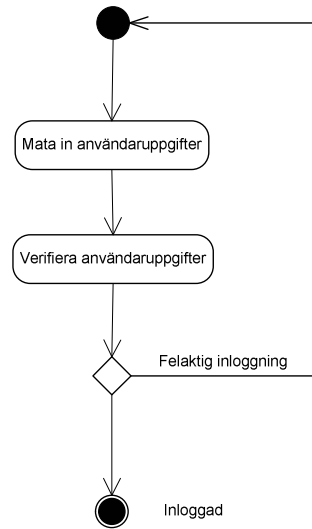 Mata in användaruppgifter
Verifiera användaruppgifter
Felaktig inloggning
Inloggad